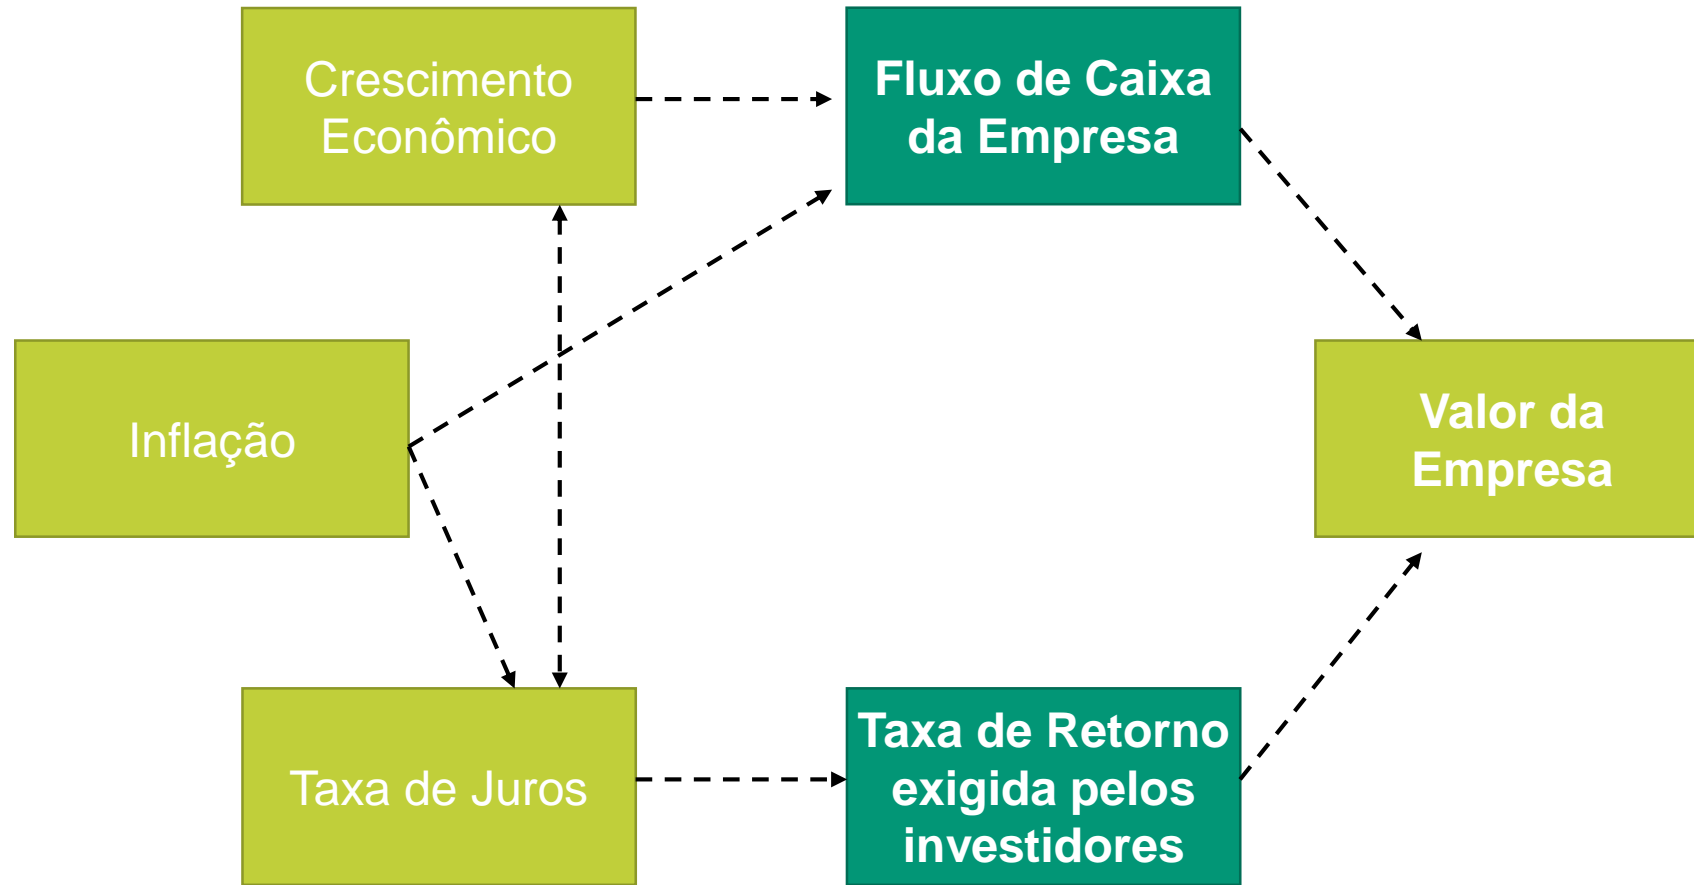 Crescimento
Econômico
Fluxo de Caixa
da Empresa
Inflação
Valor da
Empresa
Taxa de Juros
Taxa de Retorno
exigida pelos
investidores